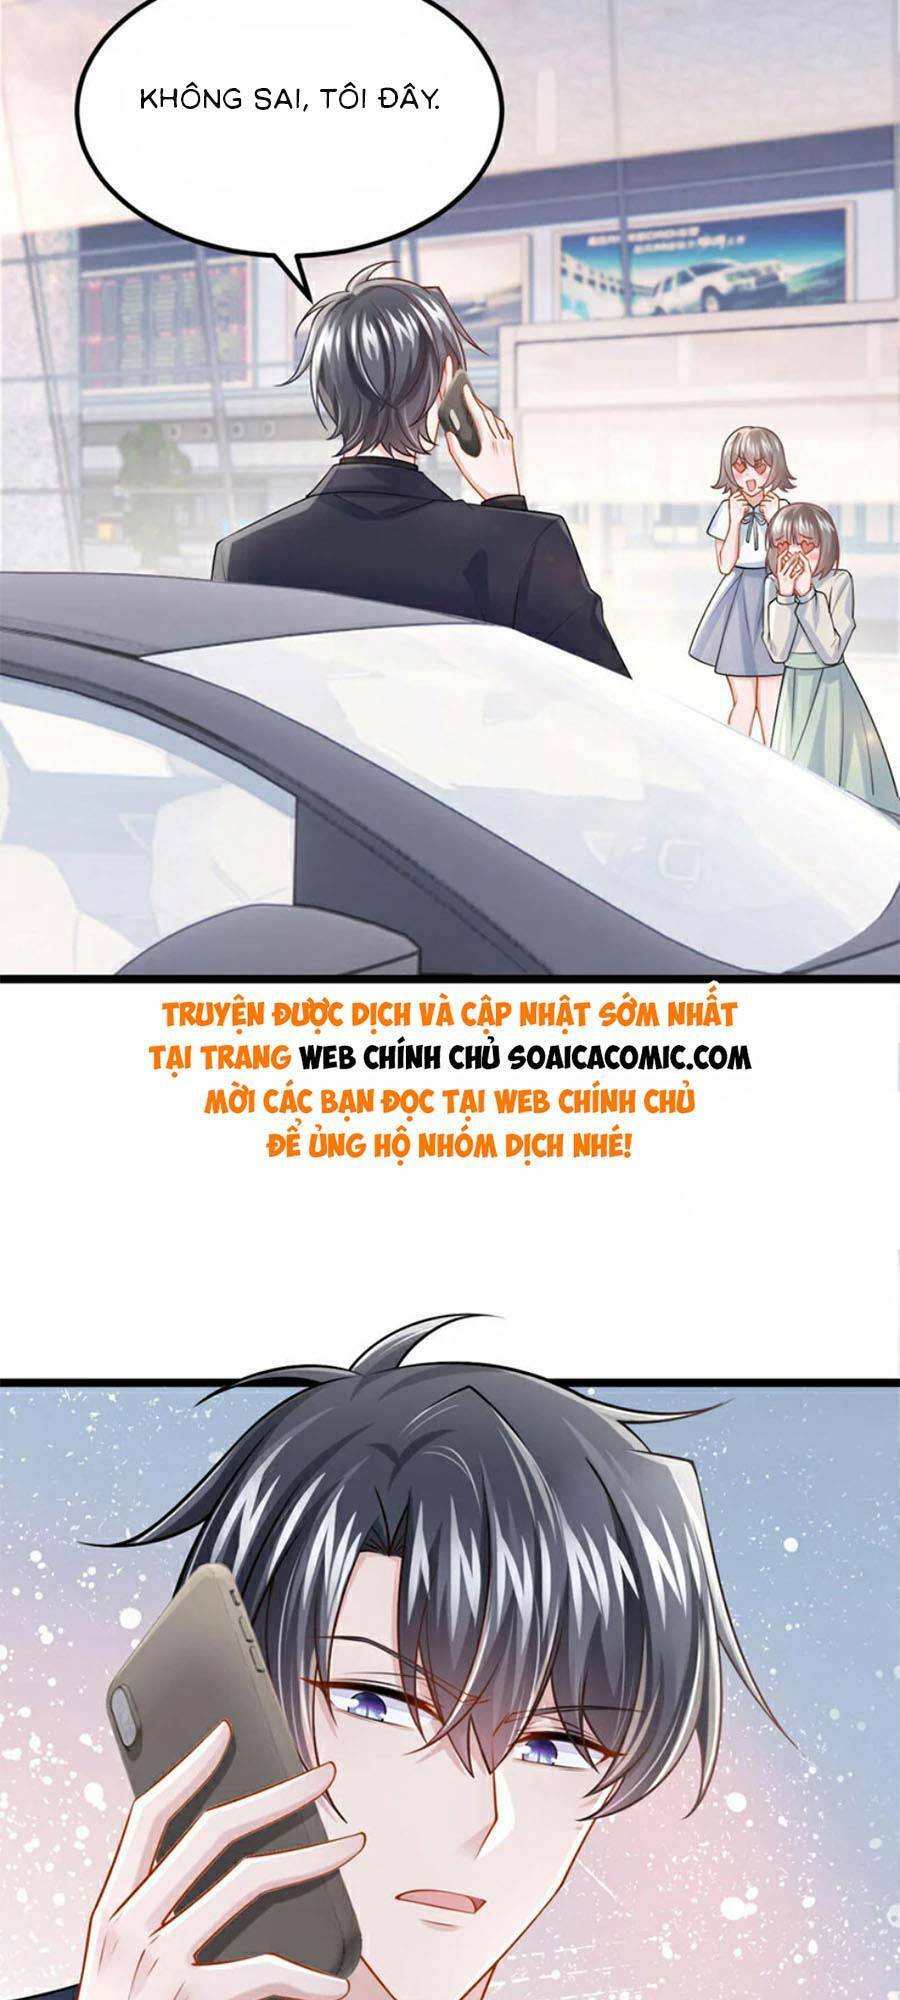 KHÔNG SAI, TÔI ĐÂY.
TRUYỆN ĐƯỢC DỊCH VÀ CẬP NHẬT SỚM NHẤT
TẠI TRANG WEB CHÍNH CHỦ SOAICACOMIC.COM
MỜI CÁC BẠN ĐỌC TẠI WEB CHÍNH CHỦ
ĐỂ ỦNG HỘ NHÓM DỊCH NHÉ!